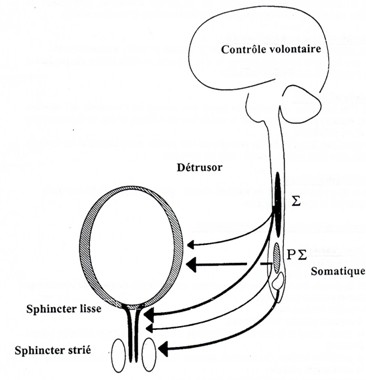 Contrôle volontaire
Détrusor
Σ
PΣ
Somatique
Sphincter lisse
Sphincter strié